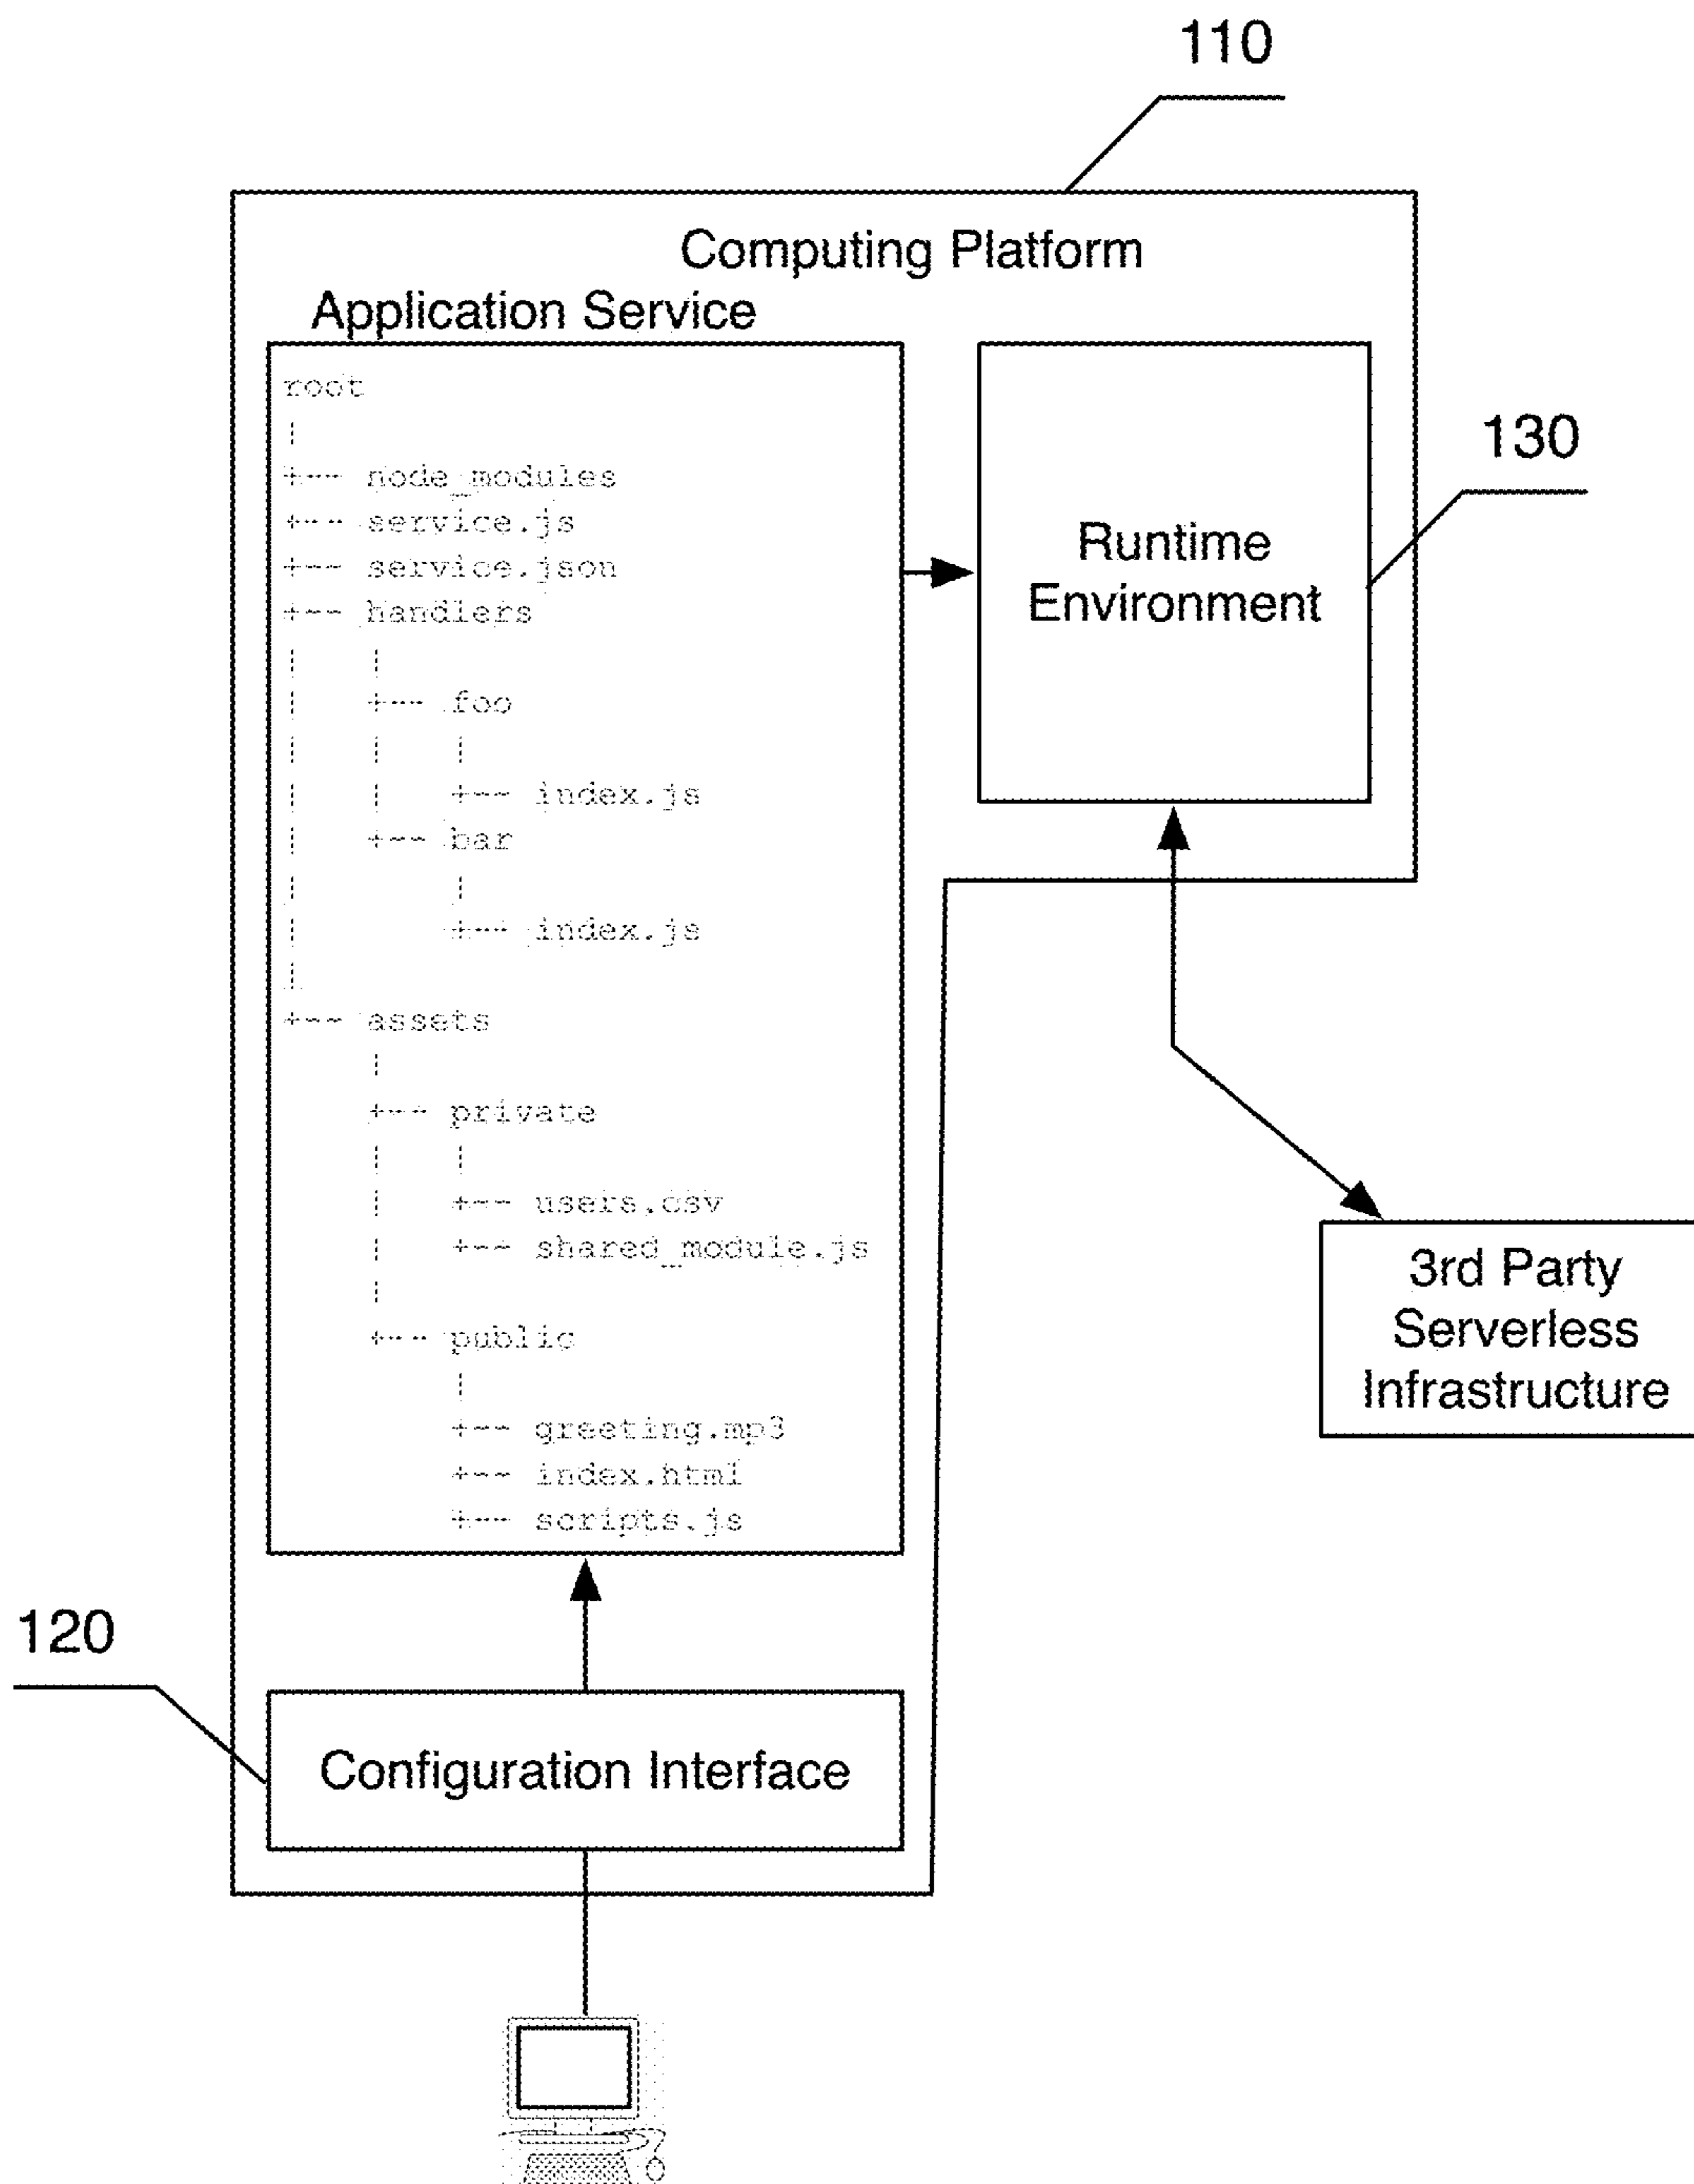 110
Computing Platform
Application Service
root
|
+-- node_modules
+-- service.js
+-- service.json
+-- handlers
|   |
|   +-- foo
|   |   |
|   |   +-- index.js
|   +-- bar
|       |
|       +-- index.js
|
+-- assets
    |
    +-- private
    |   |
    |   +-- users.csv
    |   +-- shared_module.js
    |
    +-- public
        |
        +-- greeting.mp3
        +-- index.html
        +-- scripts.js
Runtime
Environment
130
3rd Party
Serverless
Infrastructure
120
Configuration Interface